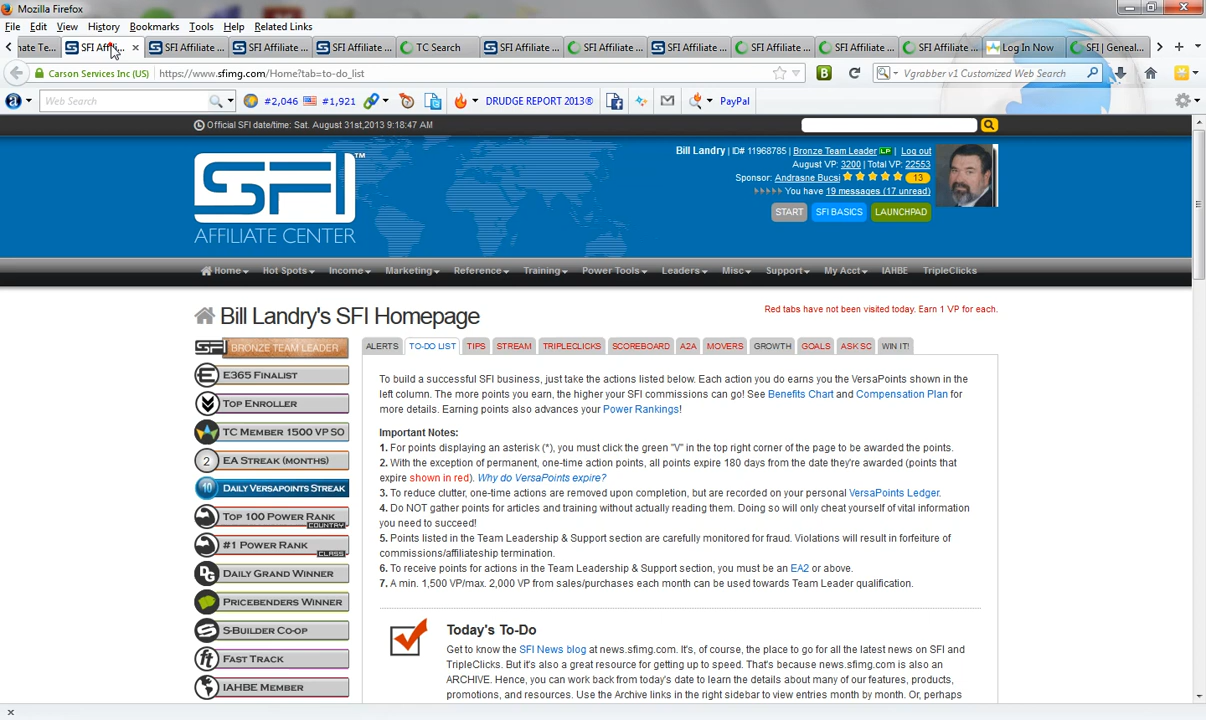 Mozilla Firefox
File Edit View History Bookmarks Tools Help Related Links
nate Te... SFI Affi... SFI Affiliate ... SFI Affiliate ... SFI Affiliate ... TC Search SFI Affiliate ... SFI Affiliate ... SFI Affiliate ... SFI Affiliate ... SFI Affiliate ... SFI Affiliate ... Log In Now SFI | Geneal...
Carson Services Inc (US) https://www.sfimg.com/Home?tab=to-do_list B Vgrabber v1 Customized Web Search
a Web Search #2,046 #1,921 DRUDGE REPORT 2013® PayPal
Official SFI date/time: Sat. August 31st,2013 9:18:47 AM
Bill Landry | ID# 11968785 | Bronze Team Leader LP | Log out
August VP: 3200 | Total VP: 22553
Sponsor: Andrasne Bucsi 13
You have 19 messages (17 unread)
START SFI BASICS LAUNCHPAD
SFI™
AFFILIATE CENTER
Home Hot Spots Income Marketing Reference Training Power Tools Leaders Misc Support My Acct IAHBE TripleClicks
Bill Landry's SFI Homepage
Red tabs have not been visited today. Earn 1 VP for each.
ALERTS TO-DO LIST TIPS STREAM TRIPLECLICKS SCOREBOARD A2A MOVERS GROWTH GOALS ASK SC WIN IT!
SFI BRONZE TEAM LEADER
E365 FINALIST
TOP ENROLLER
TC MEMBER 1500 VP SO
2 EA STREAK (MONTHS)
10 DAILY VERSAPOINTS STREAK
TOP 100 POWER RANK
COUNTRY
#1 POWER RANK
CLASS
DG DAILY GRAND WINNER
PRICEBENDERS WINNER
S S-BUILDER CO-OP
ft FAST TRACK
IAHBE MEMBER
To build a successful SFI business, just take the actions listed below. Each action you do earns you the VersaPoints shown in the
left column. The more points you earn, the higher your SFI commissions can go! See Benefits Chart and Compensation Plan for
more details. Earning points also advances your Power Rankings!
Important Notes:
1. For points displaying an asterisk (*), you must click the green "V" in the top right corner of the page to be awarded the points.
2. With the exception of permanent, one-time action points, all points expire 180 days from the date they're awarded (points that
expire shown in red). Why do VersaPoints expire?
3. To reduce clutter, one-time actions are removed upon completion, but are recorded on your personal VersaPoints Ledger.
4. Do NOT gather points for articles and training without actually reading them. Doing so will only cheat yourself of vital information
you need to succeed!
5. Points listed in the Team Leadership & Support section are carefully monitored for fraud. Violations will result in forfeiture of
commissions/affiliateship termination.
6. To receive points for actions in the Team Leadership & Support section, you must be an EA2 or above.
7. A min. 1,500 VP/max. 2,000 VP from sales/purchases each month can be used towards Team Leader qualification.
Today's To-Do
Get to know the SFI News blog at news.sfimg.com. It's, of course, the place to go for all the latest news on SFI and
TripleClicks. But it's also a great resource for getting up to speed. That's because news.sfimg.com is also an
ARCHIVE. Hence, you can work back from today's date to learn the details about many of our features, products,
promotions, and resources. Use the Archive links in the right sidebar to view entries month by month. Or, perhaps